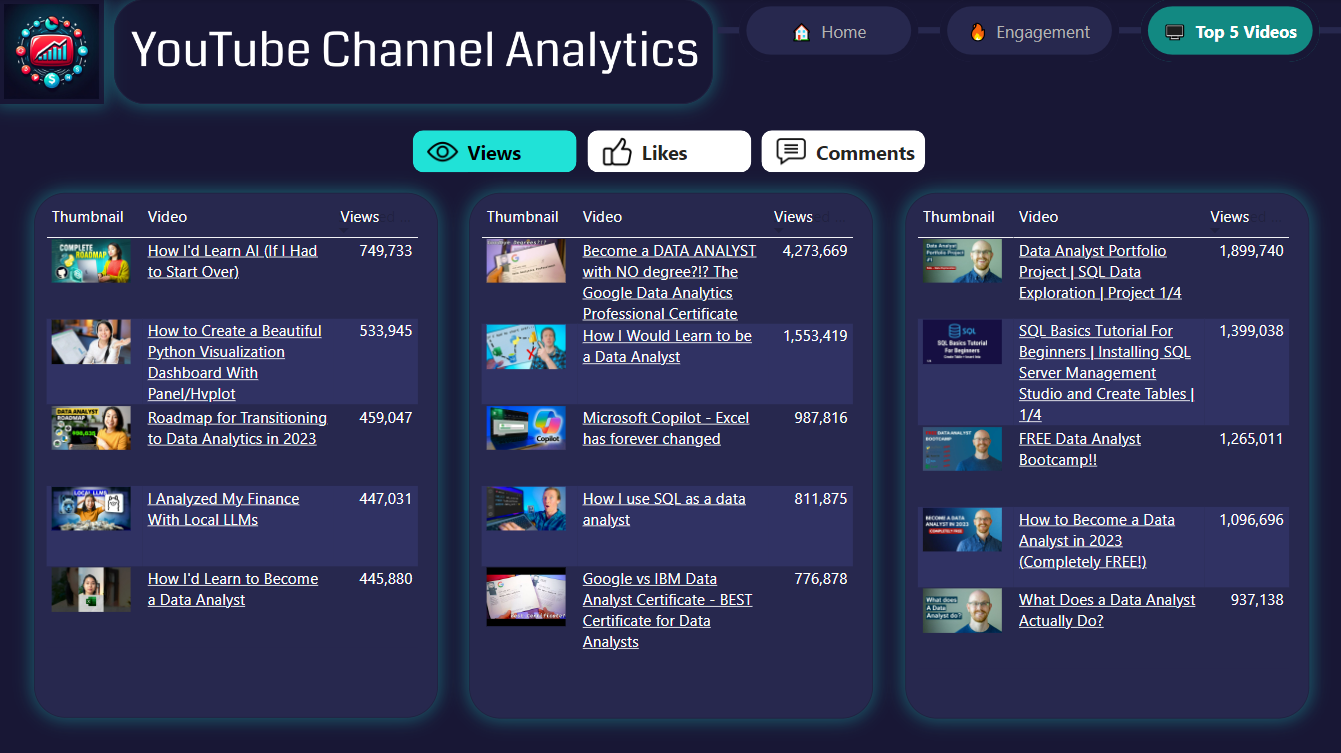 YouTube Channel Analytics
Home
Engagement
Top 5 Videos
Views
Likes
Comments
Thumbnail Video Views
COMPLETE
ROADMAP
How I'd Learn AI (If I Had
to Start Over)
749,733
How to Create a Beautiful
Python Visualization
Dashboard With
Panel/Hvplot
533,945
DATA ANALYST
ROADMAP
Roadmap for Transitioning
to Data Analytics in 2023
459,047
LOCAL LLMs
I Analyzed My Finance
With Local LLMs
447,031
How I'd Learn to Become
a Data Analyst
445,880
Thumbnail Video Views
Become a DATA ANALYST
with NO degree?!? The
Google Data Analytics
Professional Certificate
4,273,669
How I Would Learn to be
a Data Analyst
1,553,419
Copilot
Microsoft Copilot - Excel
has forever changed
987,816
How I use SQL as a data
analyst
811,875
Best Certificate?
Google vs IBM Data
Analyst Certificate - BEST
Certificate for Data
Analysts
776,878
Thumbnail Video Views
Data Analyst
Portfolio Project
#1
Data Analyst Portfolio
Project | SQL Data
Exploration | Project 1/4
1,899,740
SQL
SQL Basics Tutorial
For Beginners
SQL Basics Tutorial For
Beginners | Installing SQL
Server Management
Studio and Create Tables |
1/4
1,399,038
DATA ANALYST
BOOTCAMP
FREE Data Analyst
Bootcamp!!
1,265,011
BECOME A DATA
ANALYST IN 2023
COMPLETELY FREE
How to Become a Data
Analyst in 2023
(Completely FREE!)
1,096,696
What does
A Data
Analyst do?
What Does a Data Analyst
Actually Do?
937,138